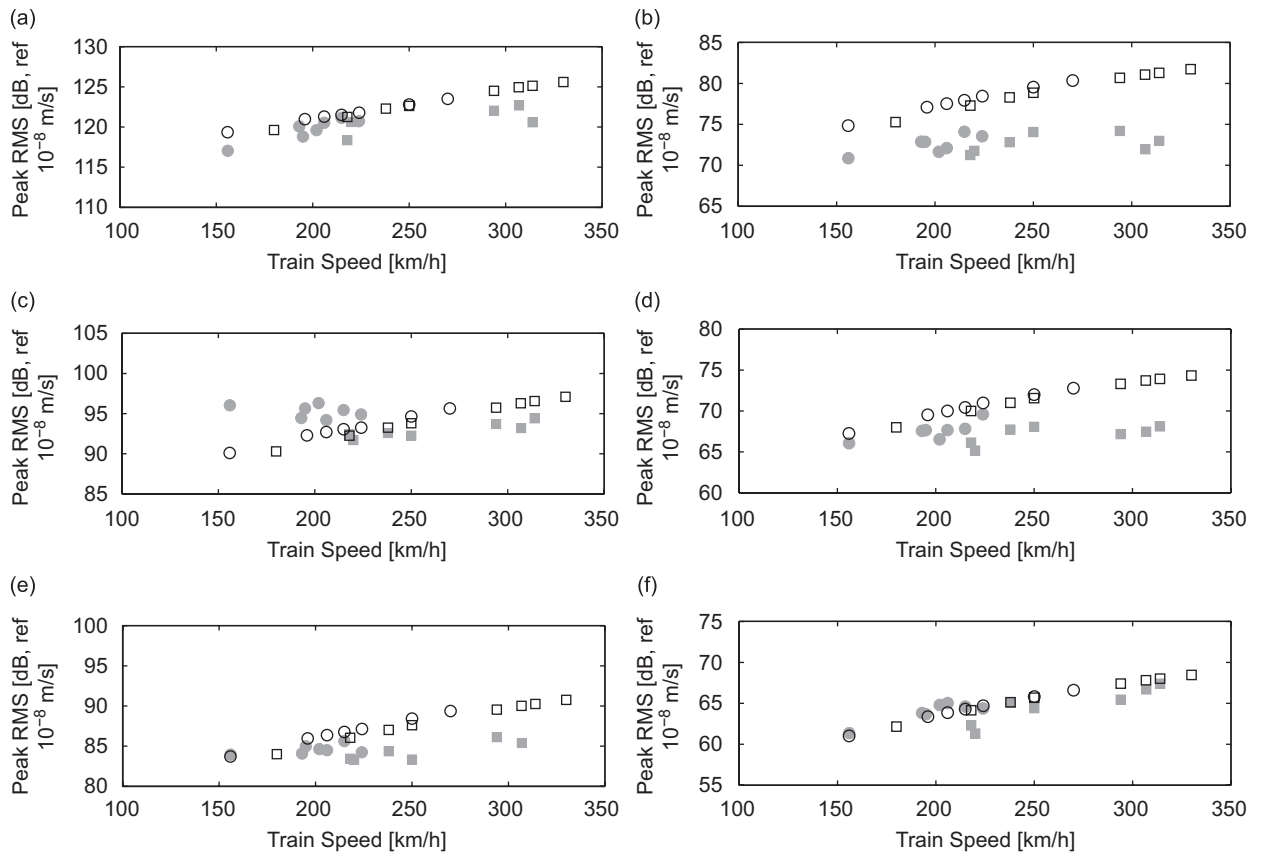 (a)
Peak RMS [dB, ref
10⁻⁸ m/s]
130
125
120
115
110
100 150 200 250 300 350
Train Speed [km/h]
(b)
Peak RMS [dB, ref
10⁻⁸ m/s]
85
80
75
70
65
100 150 200 250 300 350
Train Speed [km/h]
(c)
Peak RMS [dB, ref
10⁻⁸ m/s]
105
100
95
90
85
100 150 200 250 300 350
Train Speed [km/h]
(d)
Peak RMS [dB, ref
10⁻⁸ m/s]
80
75
70
65
60
100 150 200 250 300 350
Train Speed [km/h]
(e)
Peak RMS [dB, ref
10⁻⁸ m/s]
100
95
90
85
80
100 150 200 250 300 350
Train Speed [km/h]
(f)
Peak RMS [dB, ref
10⁻⁸ m/s]
75
70
65
60
55
100 150 200 250 300 350
Train Speed [km/h]